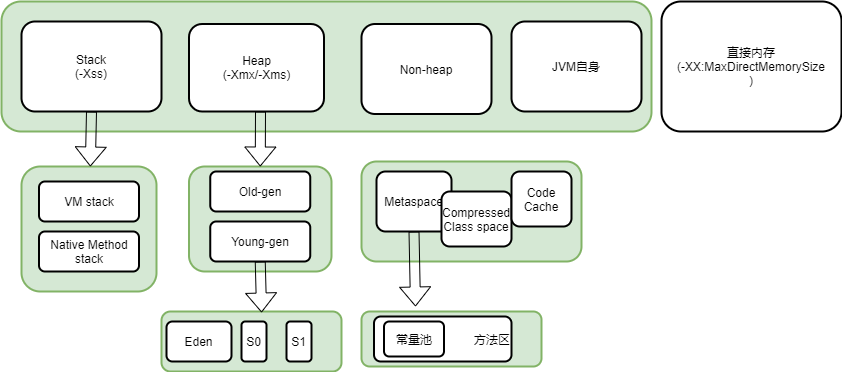 Stack
(-Xss)
Heap
(-Xmx/-Xms)
Non-heap
JVM自身
直接内存
(-XX:MaxDirectMemorySize
)
VM stack
Native Method
stack
Old-gen
Young-gen
Metaspace
Compressed
Class space
Code
Cache
Eden
S0
S1
常量池
方法区